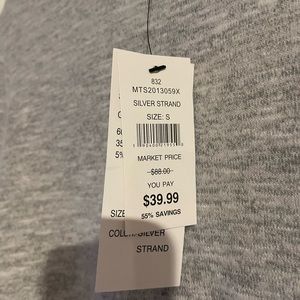 832
MTS2013059X
SILVER STRAND
SIZE: S
MARKET PRICE
$88.00
YOU PAY
$39.99
55% SAVINGS
5%
SIZE
COLOR: SILVER
STRAND